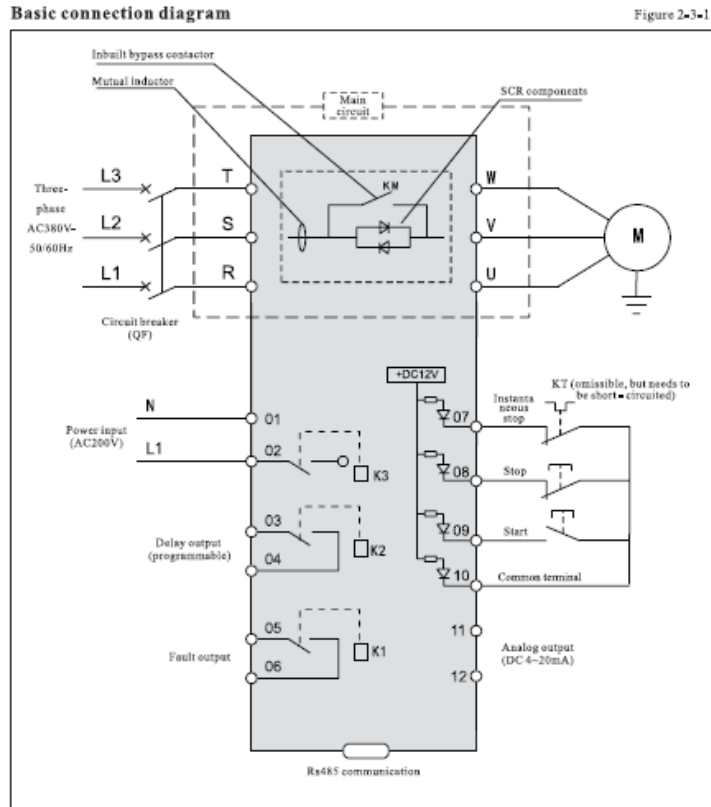 Basic connection diagram
Figure 2-3-1
Inbuilt bypass contactor
Mutual inductor
Main
circuit
SCR components
L3
T
KM
W
Three-
phase
AC380V-
50/60Hz
L2
S
V
M
L1
R
U
Circuit breaker
(QF)
+DC12V
KT (omissible, but needs to
be short-circuited)
Instanta
neous
stop
N
01
07
Power input
(AC200V)
L1
02
K3
08
Stop
03
Delay output
(programmable)
04
K2
09
Start
10
Common terminal
05
Fault output
06
K1
11
Analog output
(DC 4~20mA)
12
Rs485 communication